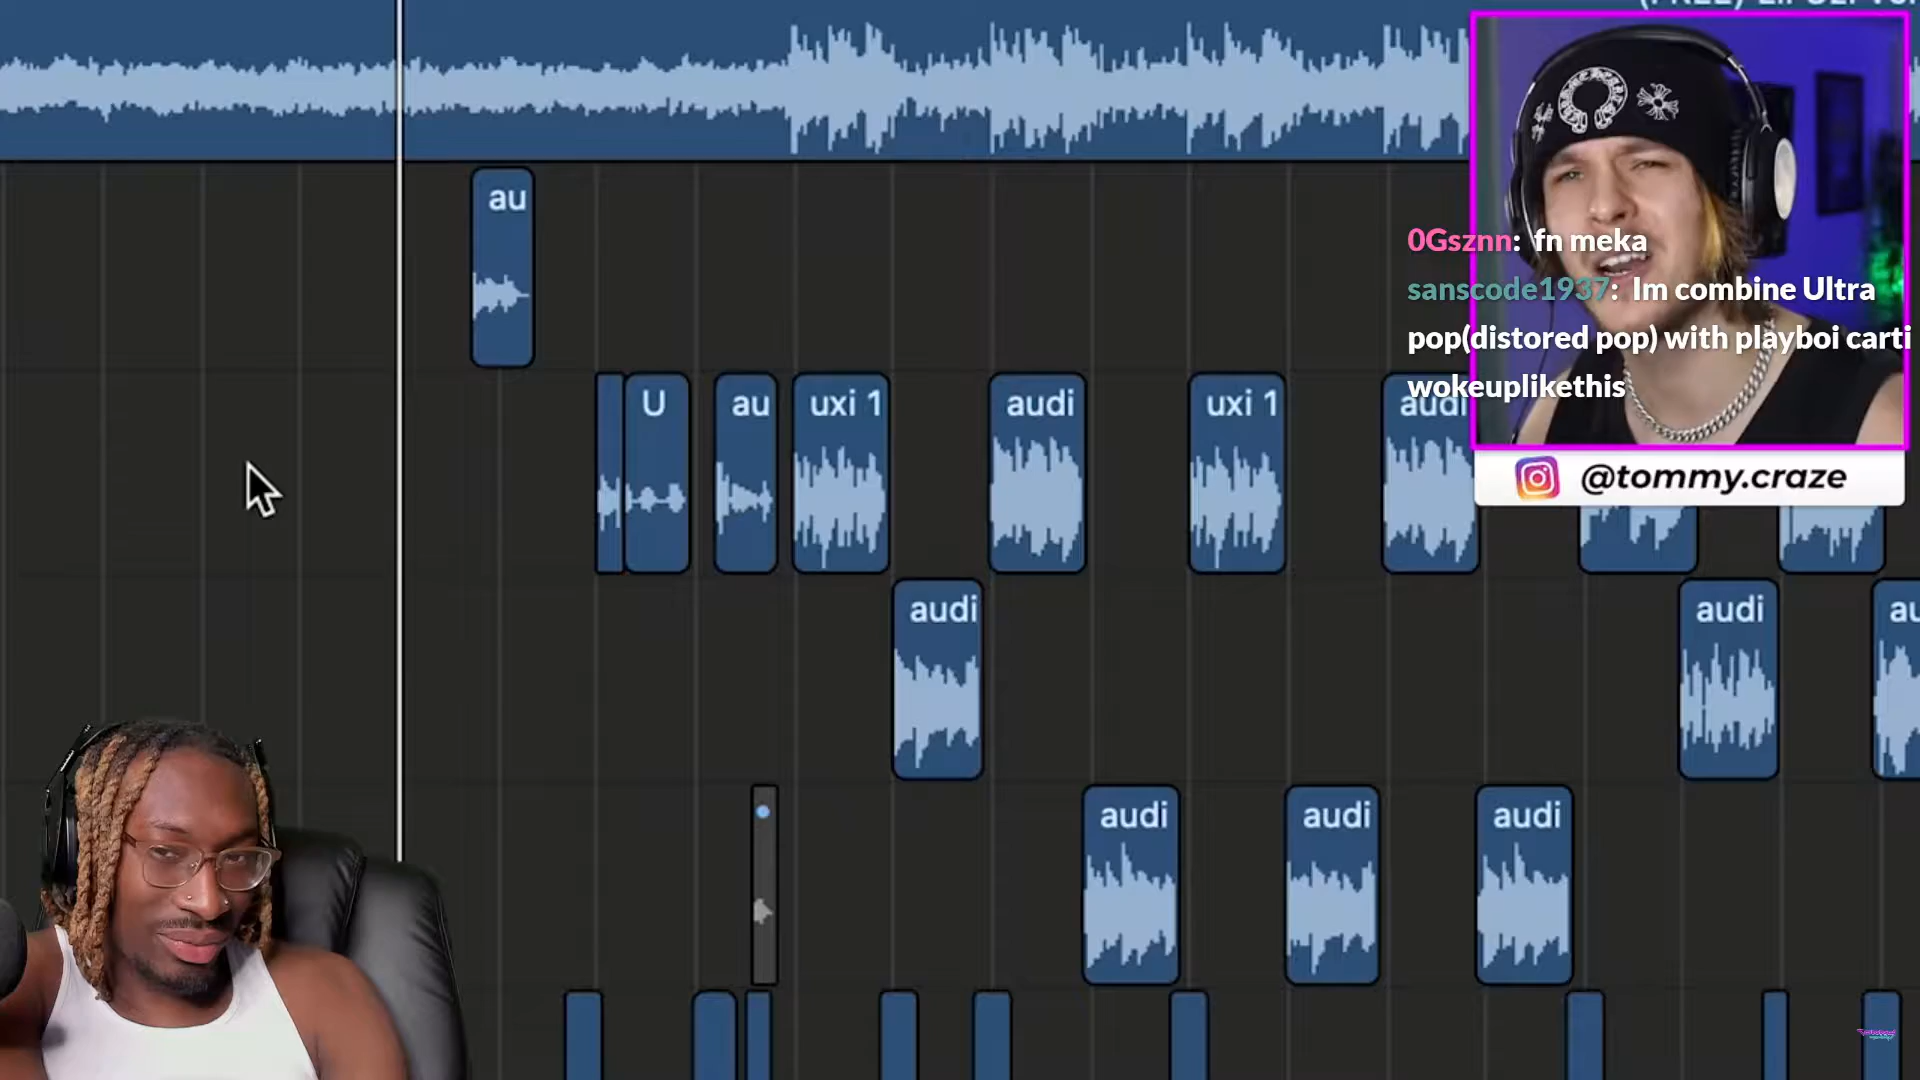 au
U
au
uxi 1
audi
uxi 1
audi
0Gsznn: fn meka
sanscode1937: Im combine Ultra
pop(distored pop) with playboi carti
wokeuplikethis
@tommy.craze
audi
audi
au
audi
audi
audi